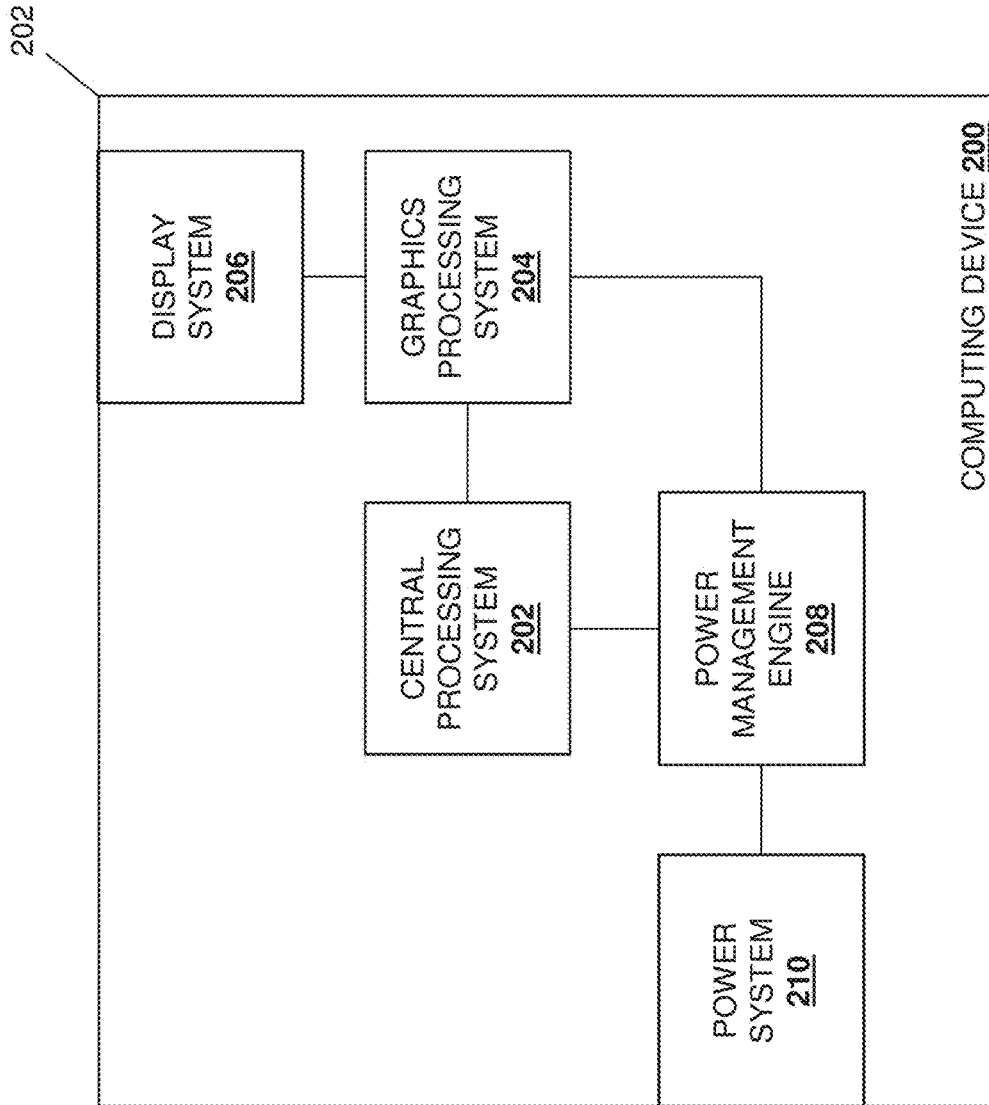 202
DISPLAY
SYSTEM
206
GRAPHICS
PROCESSING
SYSTEM
204
CENTRAL
PROCESSING
SYSTEM
202
POWER
MANAGEMENT
ENGINE
208
POWER
SYSTEM
210
COMPUTING DEVICE 200